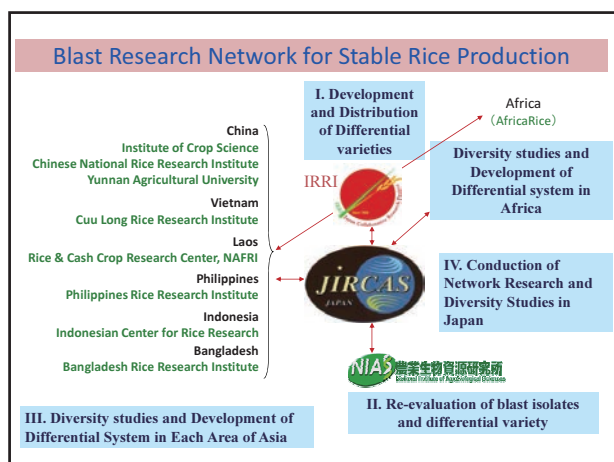 Blast Research Network for Stable Rice Production
I. Development
and Distribution
of Differential
varieties
Africa
(AfricaRice)
China
Institute of Crop Science
Chinese National Rice Research Institute
Yunnan Agricultural University
Vietnam
Cuu Long Rice Research Institute
Laos
Rice & Cash Crop Research Center, NAFRI
Philippines
Philippines Rice Research Institute
Indonesia
Indonesian Center for Rice Research
Bangladesh
Bangladesh Rice Research Institute
IRRI
Diversity studies and
Development of
Differential system in
Africa
JIRCAS
JAPAN
IV. Conduction of
Network Research and
Diversity Studies in
Japan
NIAS 農業生物資源研究所
National Institute of Agrobiological Sciences
II. Re-evaluation of blast isolates
and differential variety
III. Diversity studies and Development of
Differential System in Each Area of Asia